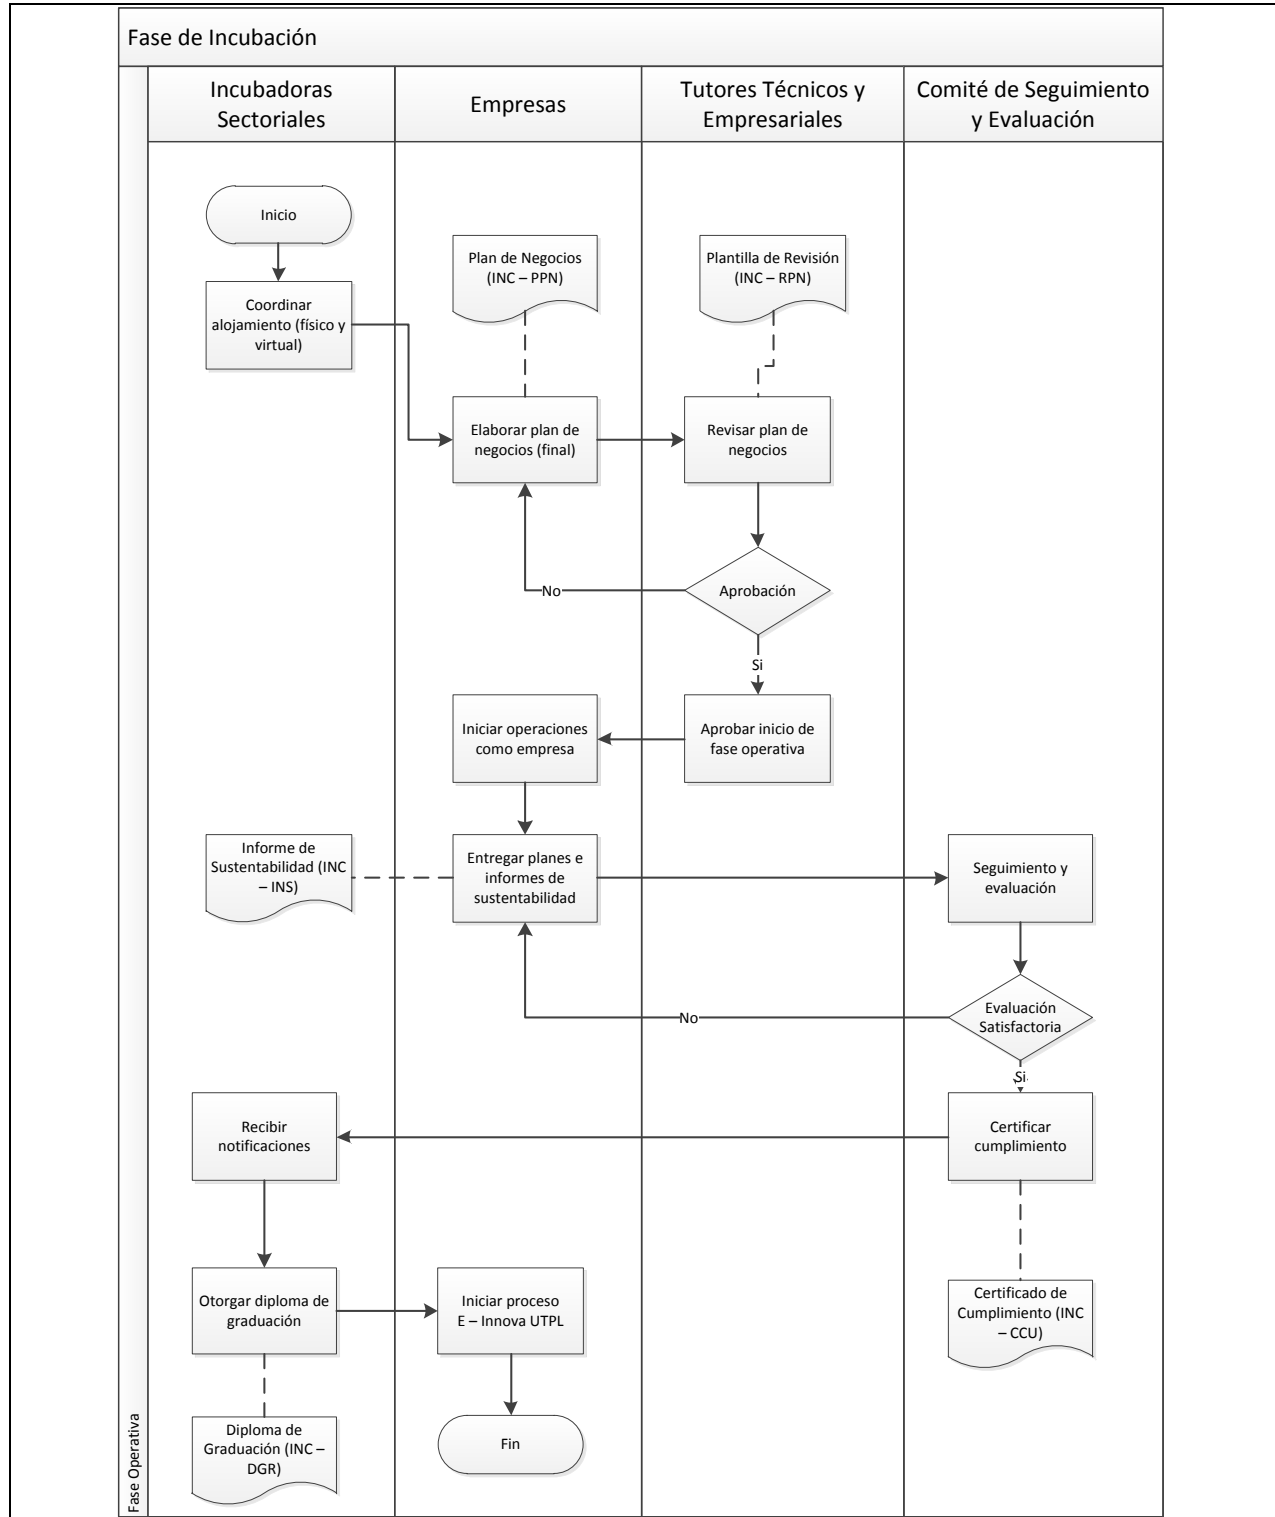 Fase de Incubación
Incubadoras
Sectoriales
Empresas
Tutores Técnicos y
Empresariales
Comité de Seguimiento
y Evaluación
Inicio
Plan de Negocios
(INC – PPN)
Plantilla de Revisión
(INC – RPN)
Coordinar
alojamiento (físico y
virtual)
Elaborar plan de
negocios (final)
Revisar plan de
negocios
Aprobación
No
Si
Iniciar operaciones
como empresa
Aprobar inicio de
fase operativa
Informe de
Sustentabilidad (INC
– INS)
Entregar planes e
informes de
sustentabilidad
Seguimiento y
evaluación
Evaluación
Satisfactoria
No
Si
Recibir
notificaciones
Certificar
cumplimiento
Otorgar diploma de
graduación
Iniciar proceso
E – Innova UTPL
Certificado de
Cumplimiento (INC
– CCU)
Diploma de
Graduación (INC –
DGR)
Fin
Fase Operativa